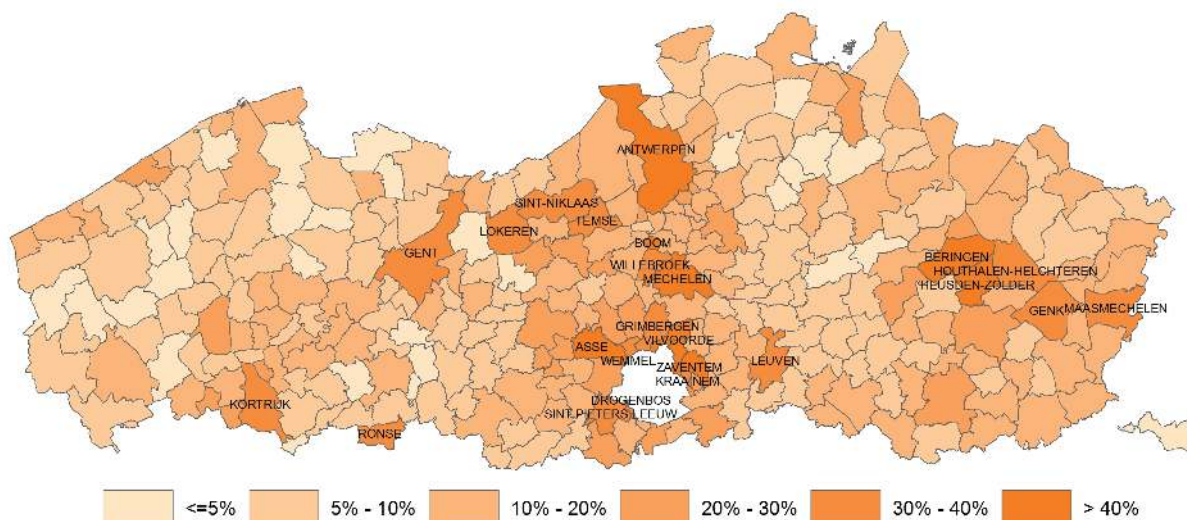 ANTWERPEN
SINT-NIKLAAS
TEMSE
LOKEREN
BOOM
GENT
WILLEBROEK
MECHELEN
BERINGEN
HOUTHALEN-HELCHTEREN
HEUSDEN-ZOLDER
GENK
MAASMECHELEN
GRIMBERGEN
VILVOORDE
ASSE
WEMMEL
ZAVENTEM
KRAAINEM
LEUVEN
DROGENBOS
SINT-PIETERS-LEEUW
KORTRIJK
RONSE
<=5% 5% - 10% 10% - 20% 20% - 30% 30% - 40% > 40%